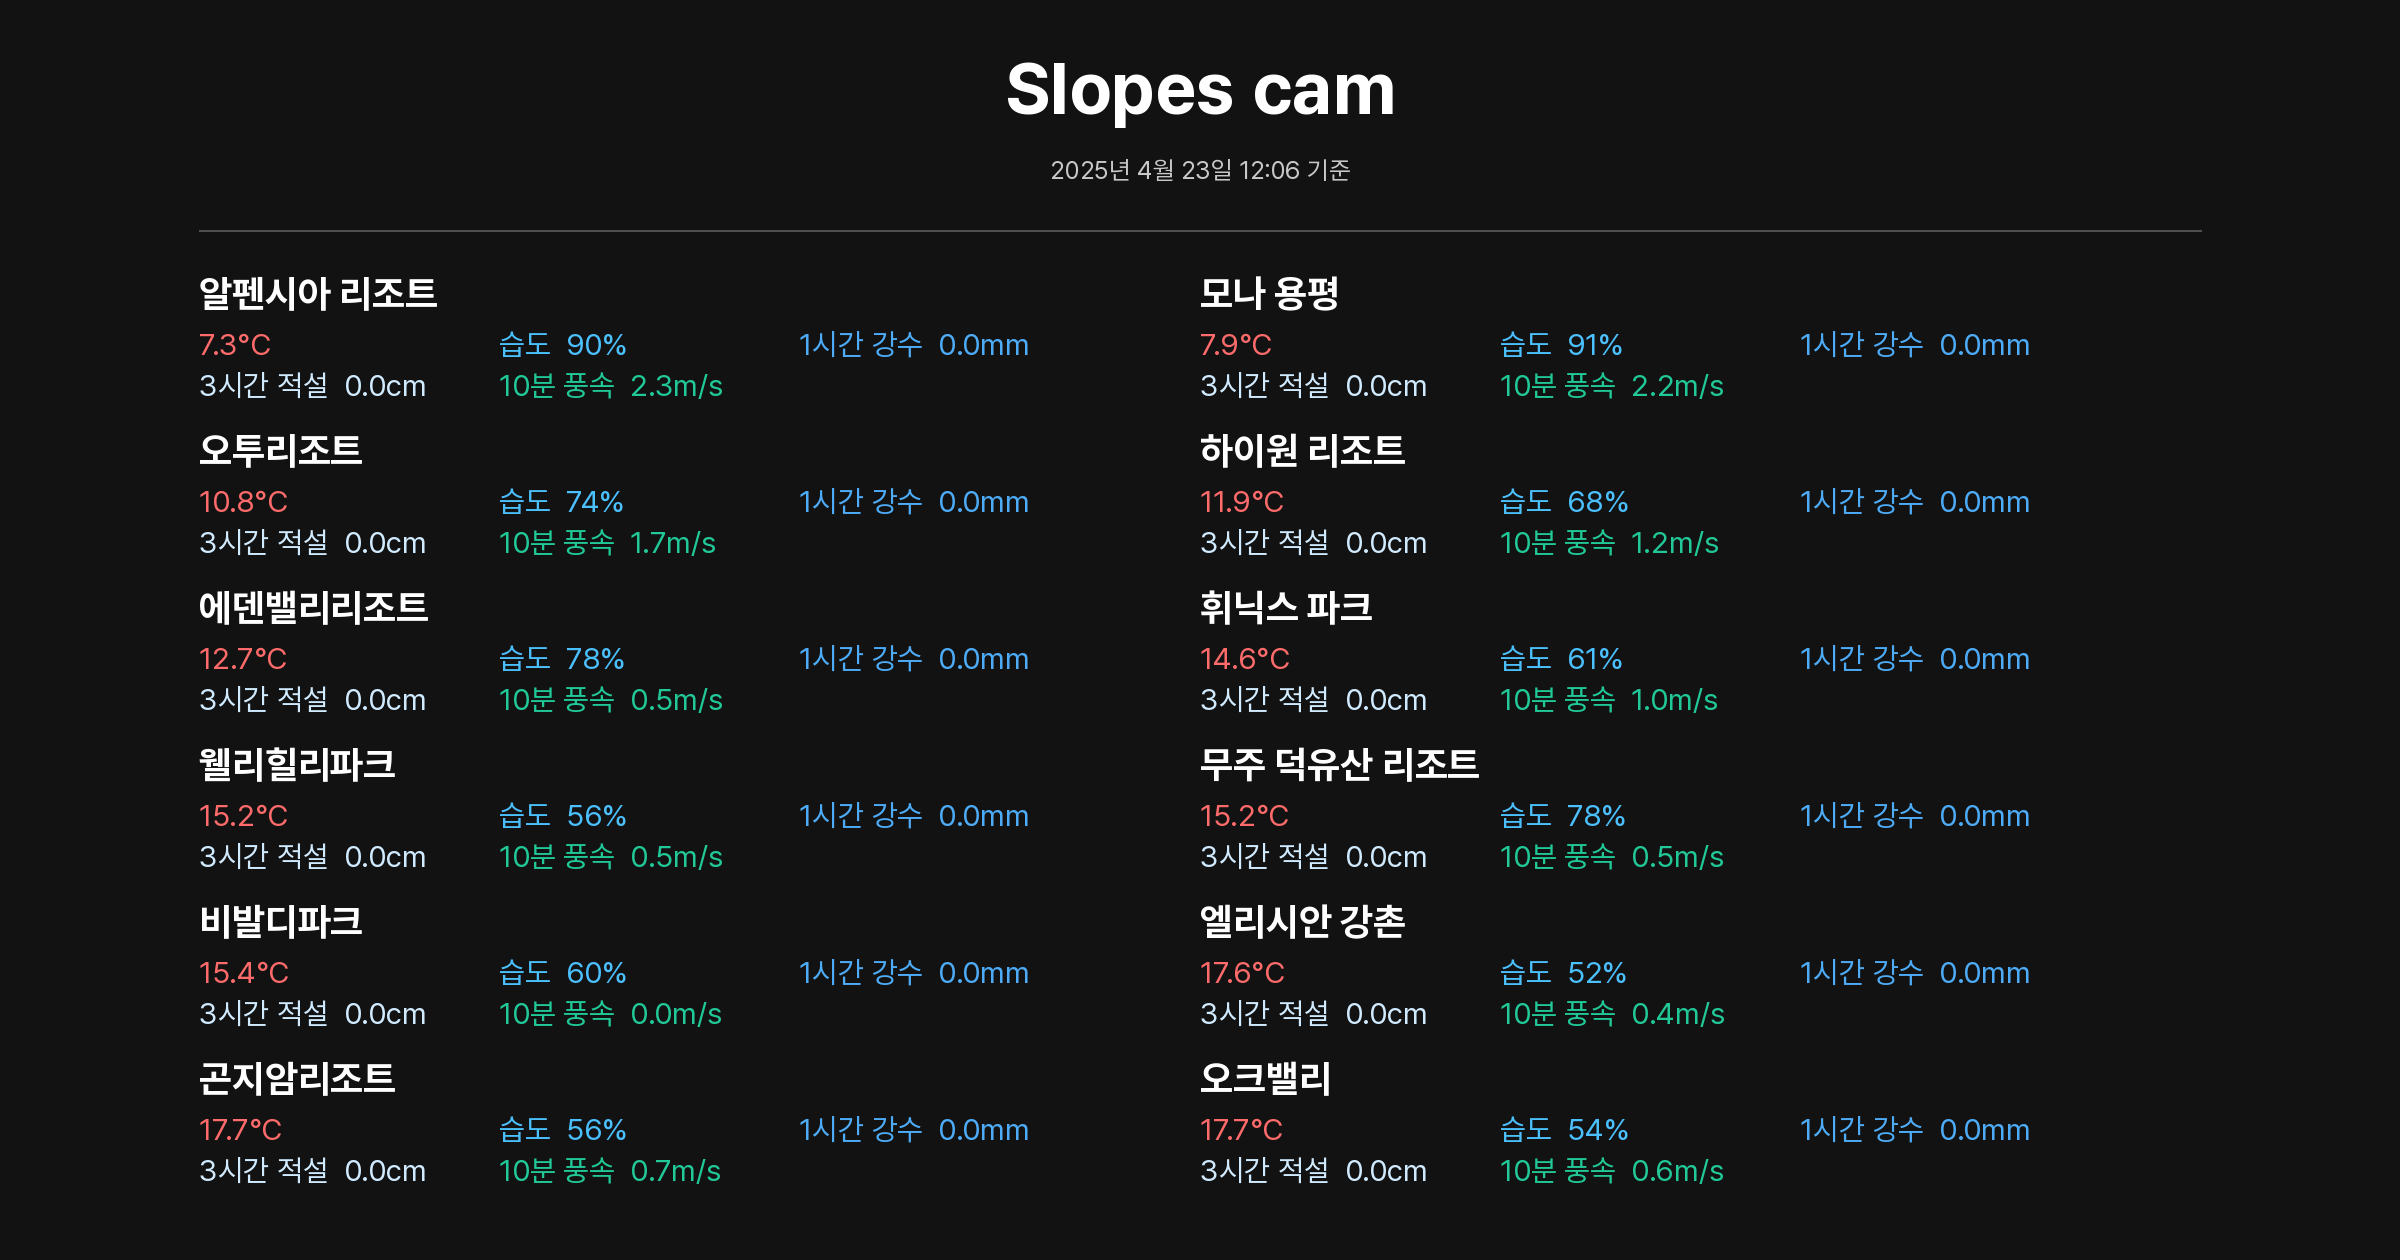 Slopes cam
2025년 4월 23일 12:06 기준
알펜시아 리조트
7.3°C 습도 90% 1시간 강수 0.0mm
3시간 적설 0.0cm 10분 풍속 2.3m/s
모나 용평
7.9°C 습도 91% 1시간 강수 0.0mm
3시간 적설 0.0cm 10분 풍속 2.2m/s
오투리조트
10.8°C 습도 74% 1시간 강수 0.0mm
3시간 적설 0.0cm 10분 풍속 1.7m/s
하이원 리조트
11.9°C 습도 68% 1시간 강수 0.0mm
3시간 적설 0.0cm 10분 풍속 1.2m/s
에덴밸리리조트
12.7°C 습도 78% 1시간 강수 0.0mm
3시간 적설 0.0cm 10분 풍속 0.5m/s
휘닉스 파크
14.6°C 습도 61% 1시간 강수 0.0mm
3시간 적설 0.0cm 10분 풍속 1.0m/s
웰리힐리파크
15.2°C 습도 56% 1시간 강수 0.0mm
3시간 적설 0.0cm 10분 풍속 0.5m/s
무주 덕유산 리조트
15.2°C 습도 78% 1시간 강수 0.0mm
3시간 적설 0.0cm 10분 풍속 0.5m/s
비발디파크
15.4°C 습도 60% 1시간 강수 0.0mm
3시간 적설 0.0cm 10분 풍속 0.0m/s
엘리시안 강촌
17.6°C 습도 52% 1시간 강수 0.0mm
3시간 적설 0.0cm 10분 풍속 0.4m/s
곤지암리조트
17.7°C 습도 56% 1시간 강수 0.0mm
3시간 적설 0.0cm 10분 풍속 0.7m/s
오크밸리
17.7°C 습도 54% 1시간 강수 0.0mm
3시간 적설 0.0cm 10분 풍속 0.6m/s